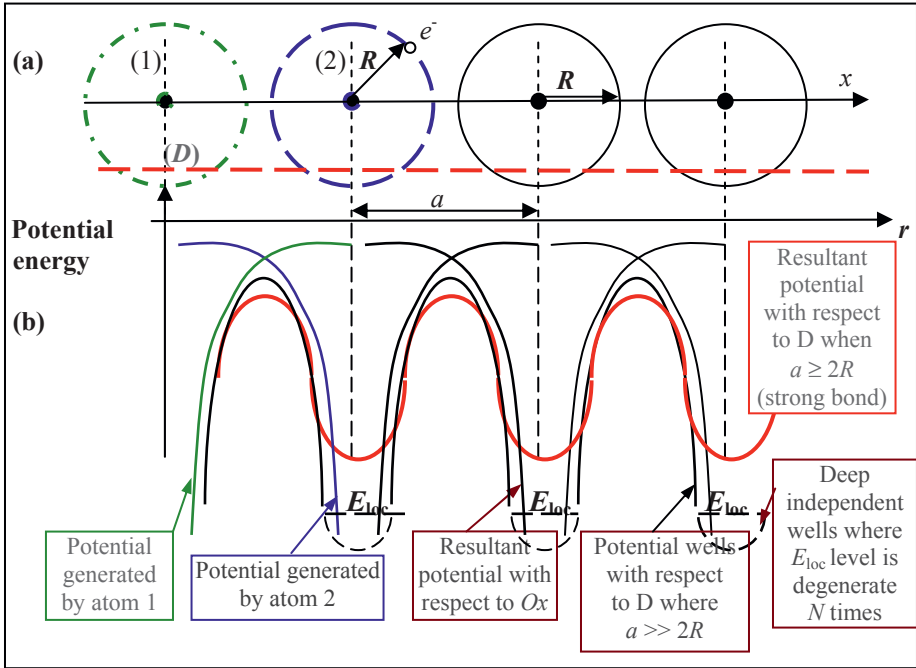 (a)
(1)
(2)
R
e-
R
x
(D)
a
Potential
energy
r
(b)
Resultant
potential
with respect
to D when
a ≥ 2R
(strong bond)
Eloc
Eloc
Eloc
Potential
generated
by atom 1
Potential generated
by atom 2
Resultant
potential with
respect to Ox
Potential wells
with respect
to D where
a >> 2R
Deep
independent
wells where
Eloc level is
degenerate
N times